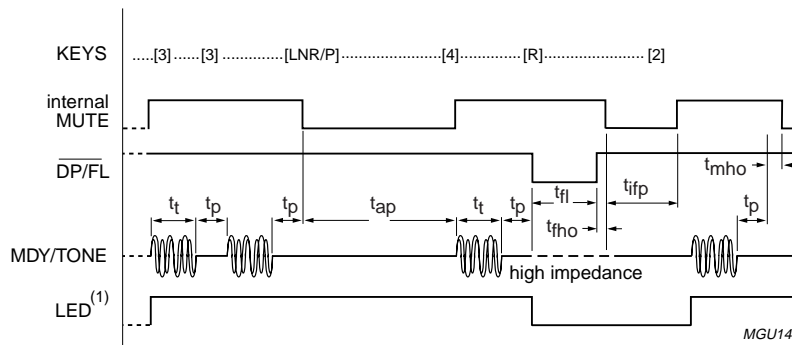 KEYS .....[3] ...[3] ..............[LNR/P] .......................[4] ..............[R] ........................[2]
internal
MUTE
DP/FL
tmho
tt tp tp tap tt tp tfl tifp tp
tfho
MDY/TONE
high impedance
LED(1)
MGU14